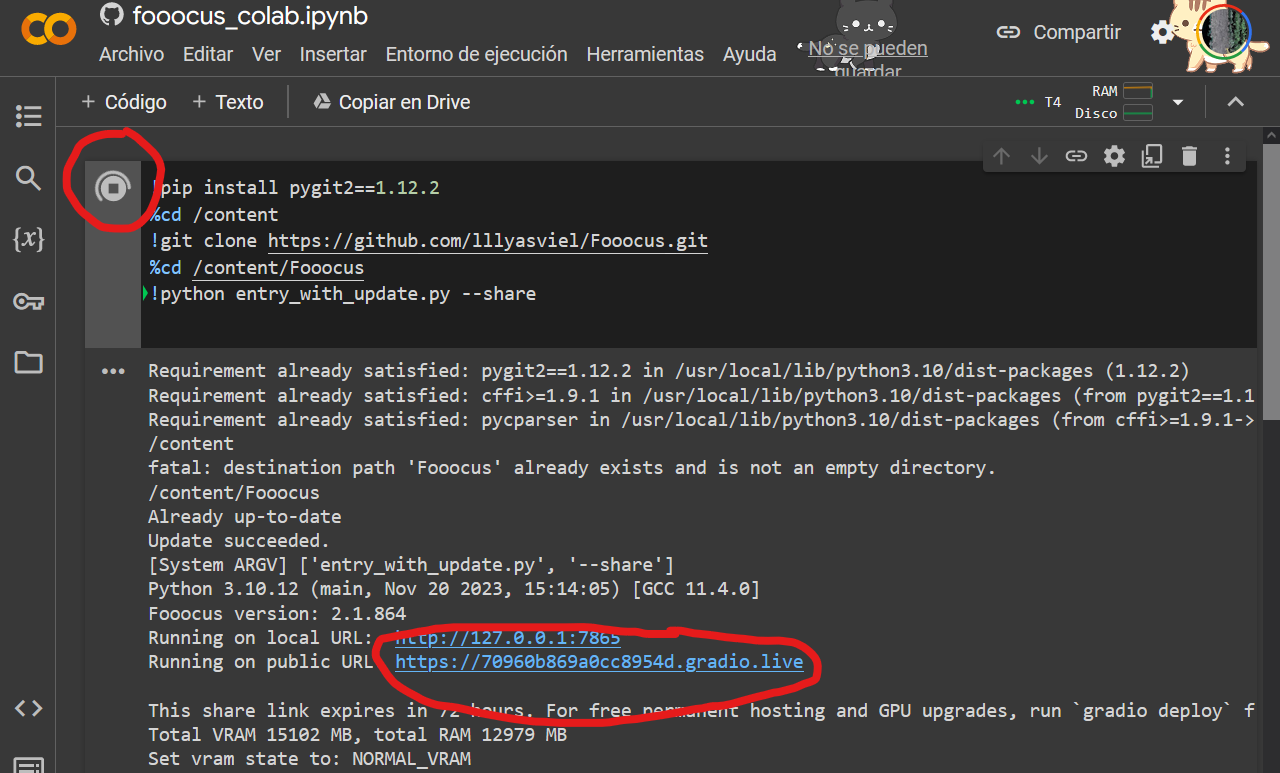 fooocus_colab.ipynb
Archivo Editar Ver Insertar Entorno de ejecución Herramientas Ayuda
No se pueden
guardar
Compartir
+ Código + Texto Copiar en Drive
T4
RAM
Disco
{x}
!pip install pygit2==1.12.2
%cd /content
!git clone https://github.com/lllyasviel/Fooocus.git
%cd /content/Fooocus
!python entry_with_update.py --share
Requirement already satisfied: pygit2==1.12.2 in /usr/local/lib/python3.10/dist-packages (1.12.2)
Requirement already satisfied: cffi>=1.9.1 in /usr/local/lib/python3.10/dist-packages (from pygit2==1.1
Requirement already satisfied: pycparser in /usr/local/lib/python3.10/dist-packages (from cffi>=1.9.1->
/content
fatal: destination path 'Fooocus' already exists and is not an empty directory.
/content/Fooocus
Already up-to-date
Update succeeded.
[System ARGV] ['entry_with_update.py', '--share']
Python 3.10.12 (main, Nov 20 2023, 15:14:05) [GCC 11.4.0]
Fooocus version: 2.1.864
Running on local URL: http://127.0.0.1:7865
Running on public URL https://70960b869a0cc8954d.gradio.live
This share link expires in 72 hours. For free permanent hosting and GPU upgrades, run `gradio deploy` f
Total VRAM 15102 MB, total RAM 12979 MB
Set vram state to: NORMAL_VRAM